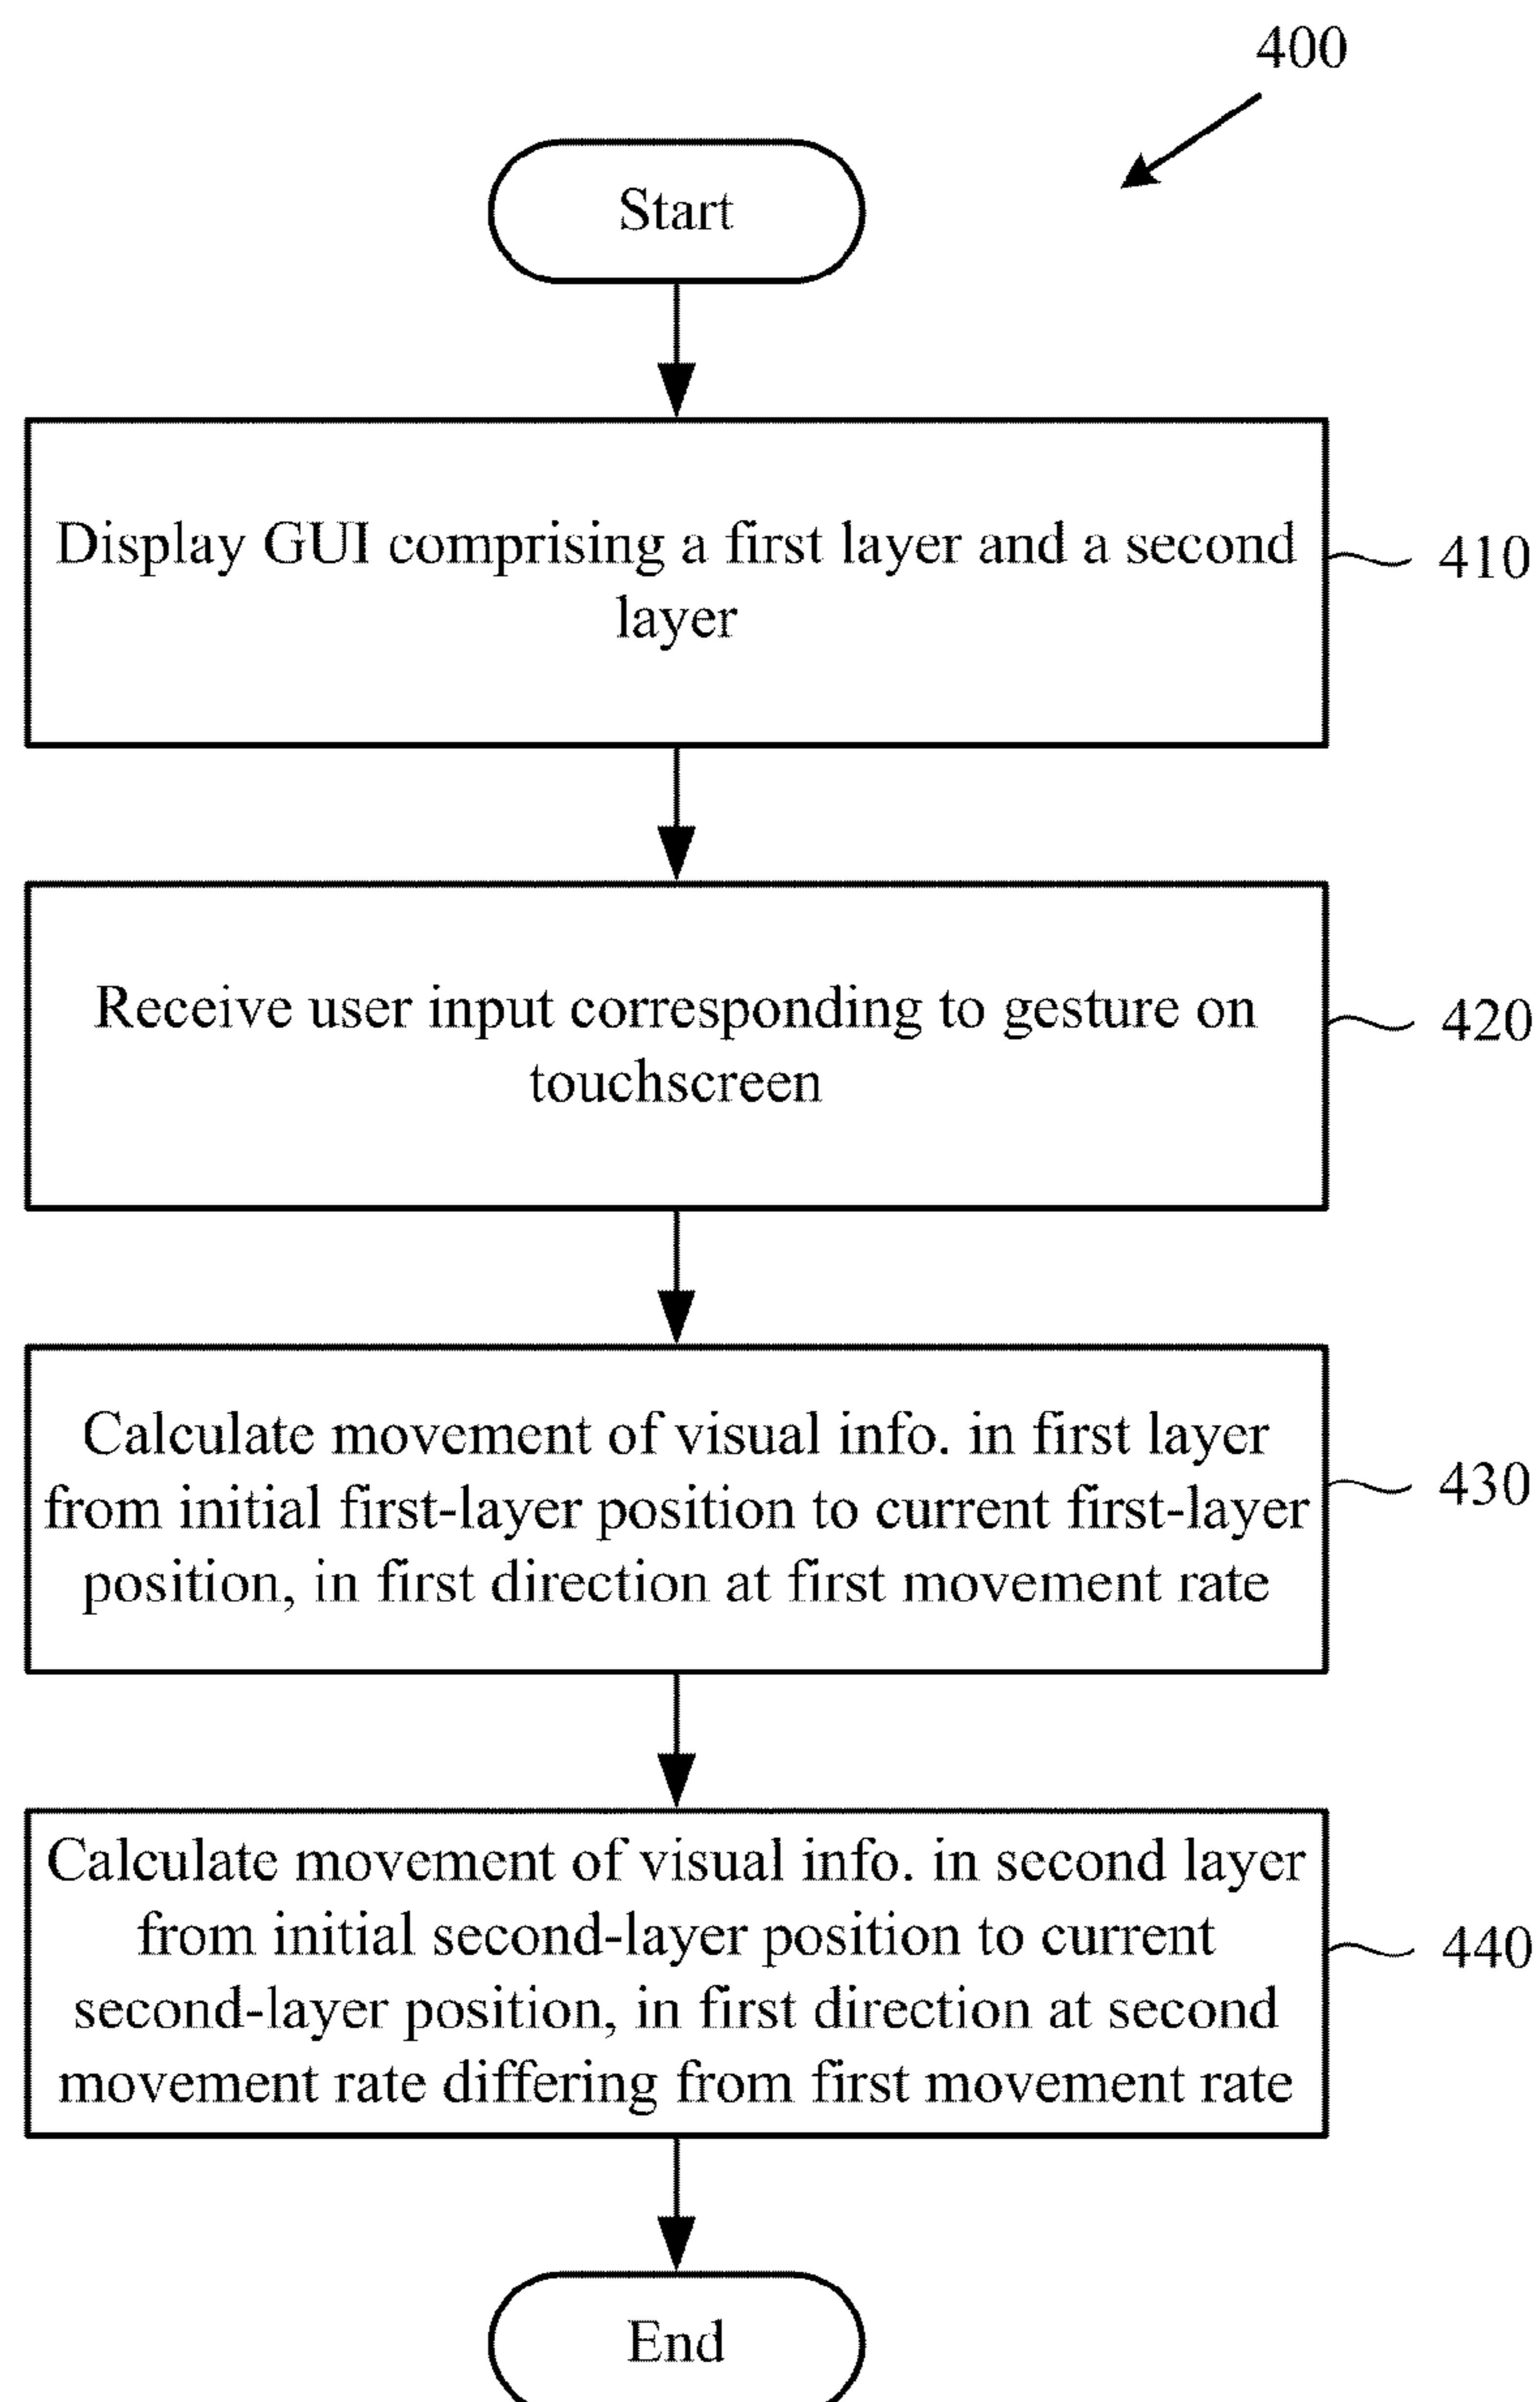 400
Start
Display GUI comprising a first layer and a second
layer
410
Receive user input corresponding to gesture on
touchscreen
420
Calculate movement of visual info. in first layer
from initial first-layer position to current first-layer
position, in first direction at first movement rate
430
Calculate movement of visual info. in second layer
from initial second-layer position to current
second-layer position, in first direction at second
movement rate differing from first movement rate
440
End